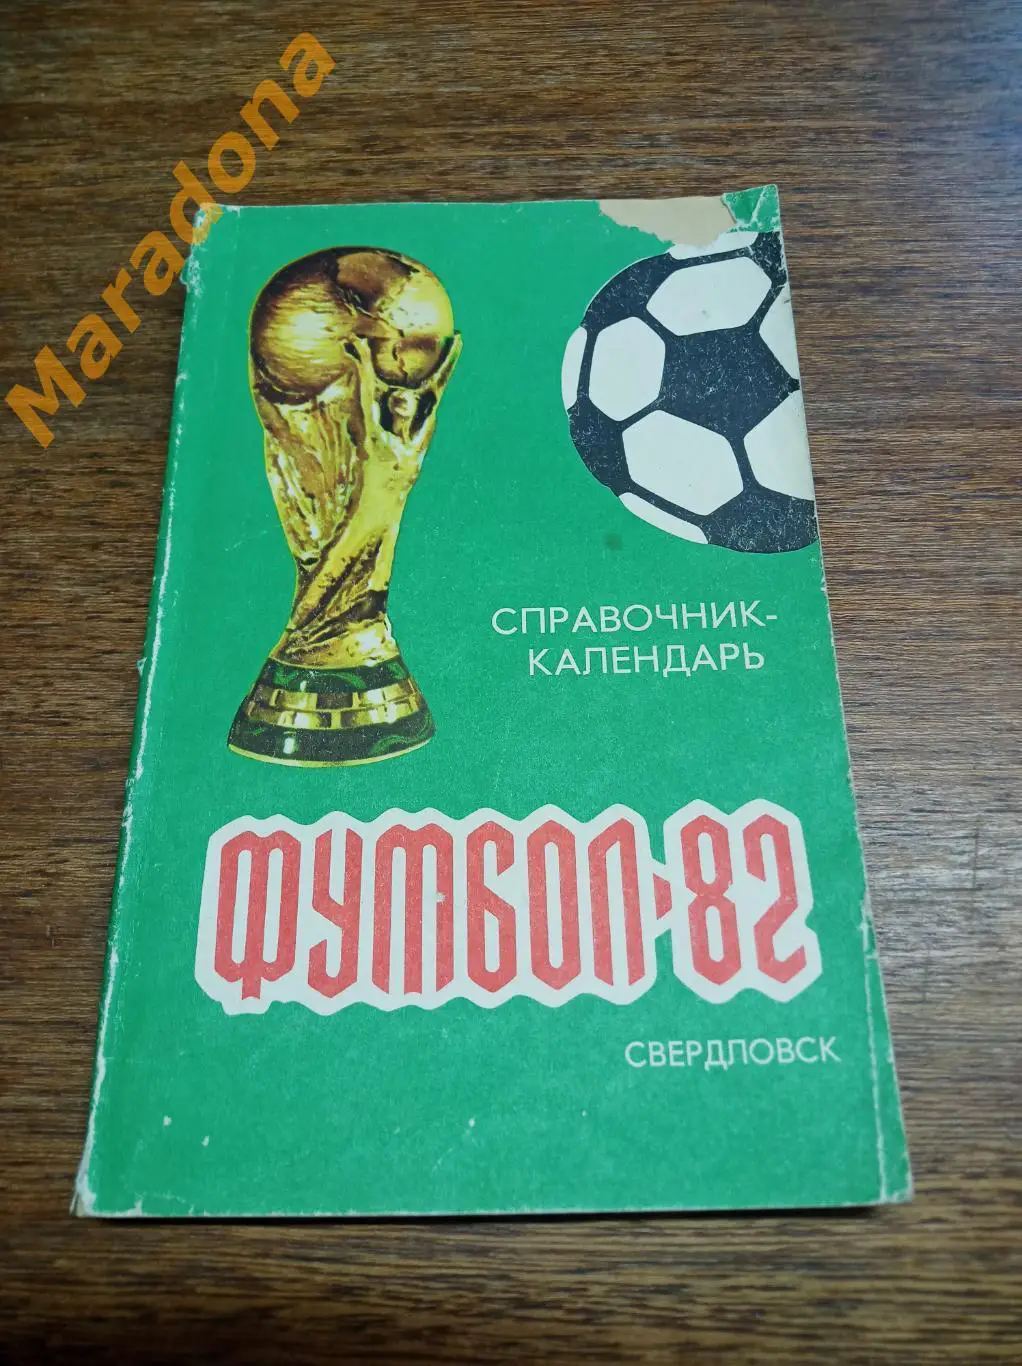 Maradona
СПРАВОЧНИК-
КАЛЕНДАРЬ
ФУТБОЛ·82
СВЕРДЛОВСК